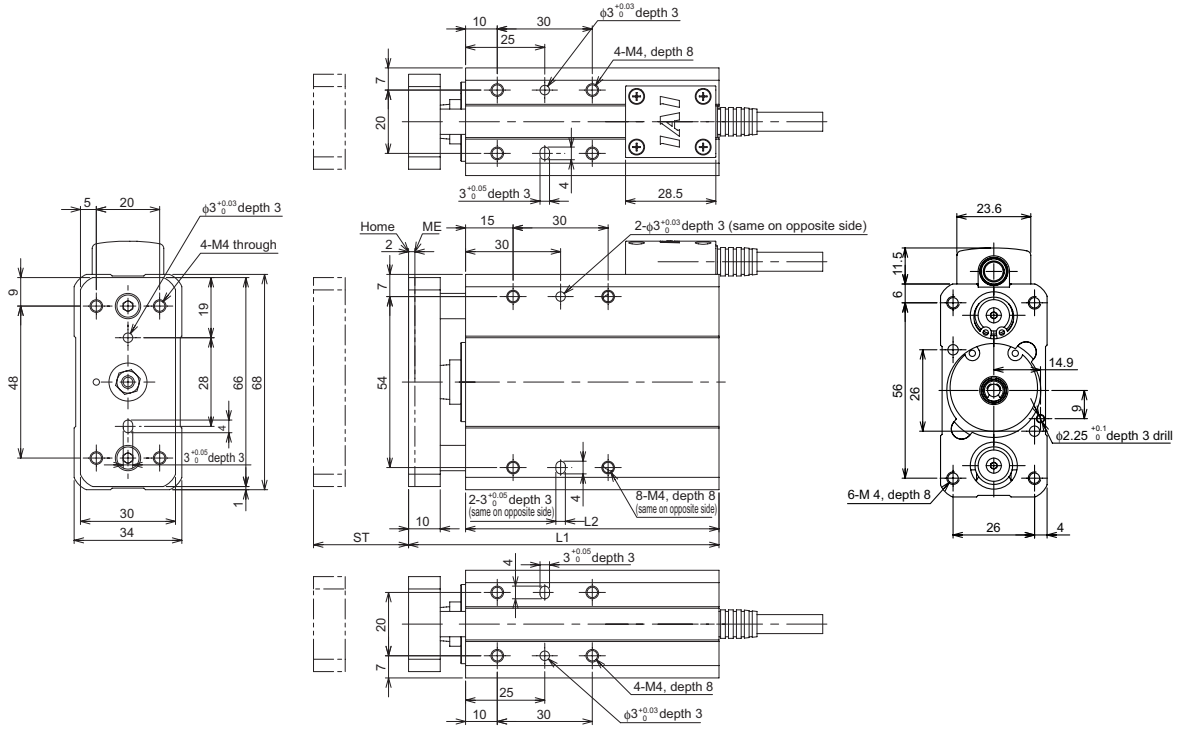 10
30
25
φ3 +0.03 0 depth 3
4-M4, depth 8
7
20
IAI
3 +0.05 0 depth 3
4
28.5
5
20
φ3 +0.03 0 depth 3
4-M4 through
9
48
19
28
4
66
68
3 +0.05 0 depth 3
1
30
34
Home
ME
2
15
30
30
2-φ3 +0.03 0 depth 3 (same on opposite side)
7
54
2-3 +0.05 0 depth 3
(same on opposite side)
4
8-M4, depth 8
(same on opposite side)
10
L2
ST
L1
23.6
11.5
6
56
26
14.9
9
φ2.25 +0.1 0 depth 3 drill
6-M 4, depth 8
26
4
4
3 +0.05 0 depth 3
20
7
4-M4, depth 8
25
10
30
φ3 +0.03 0 depth 3